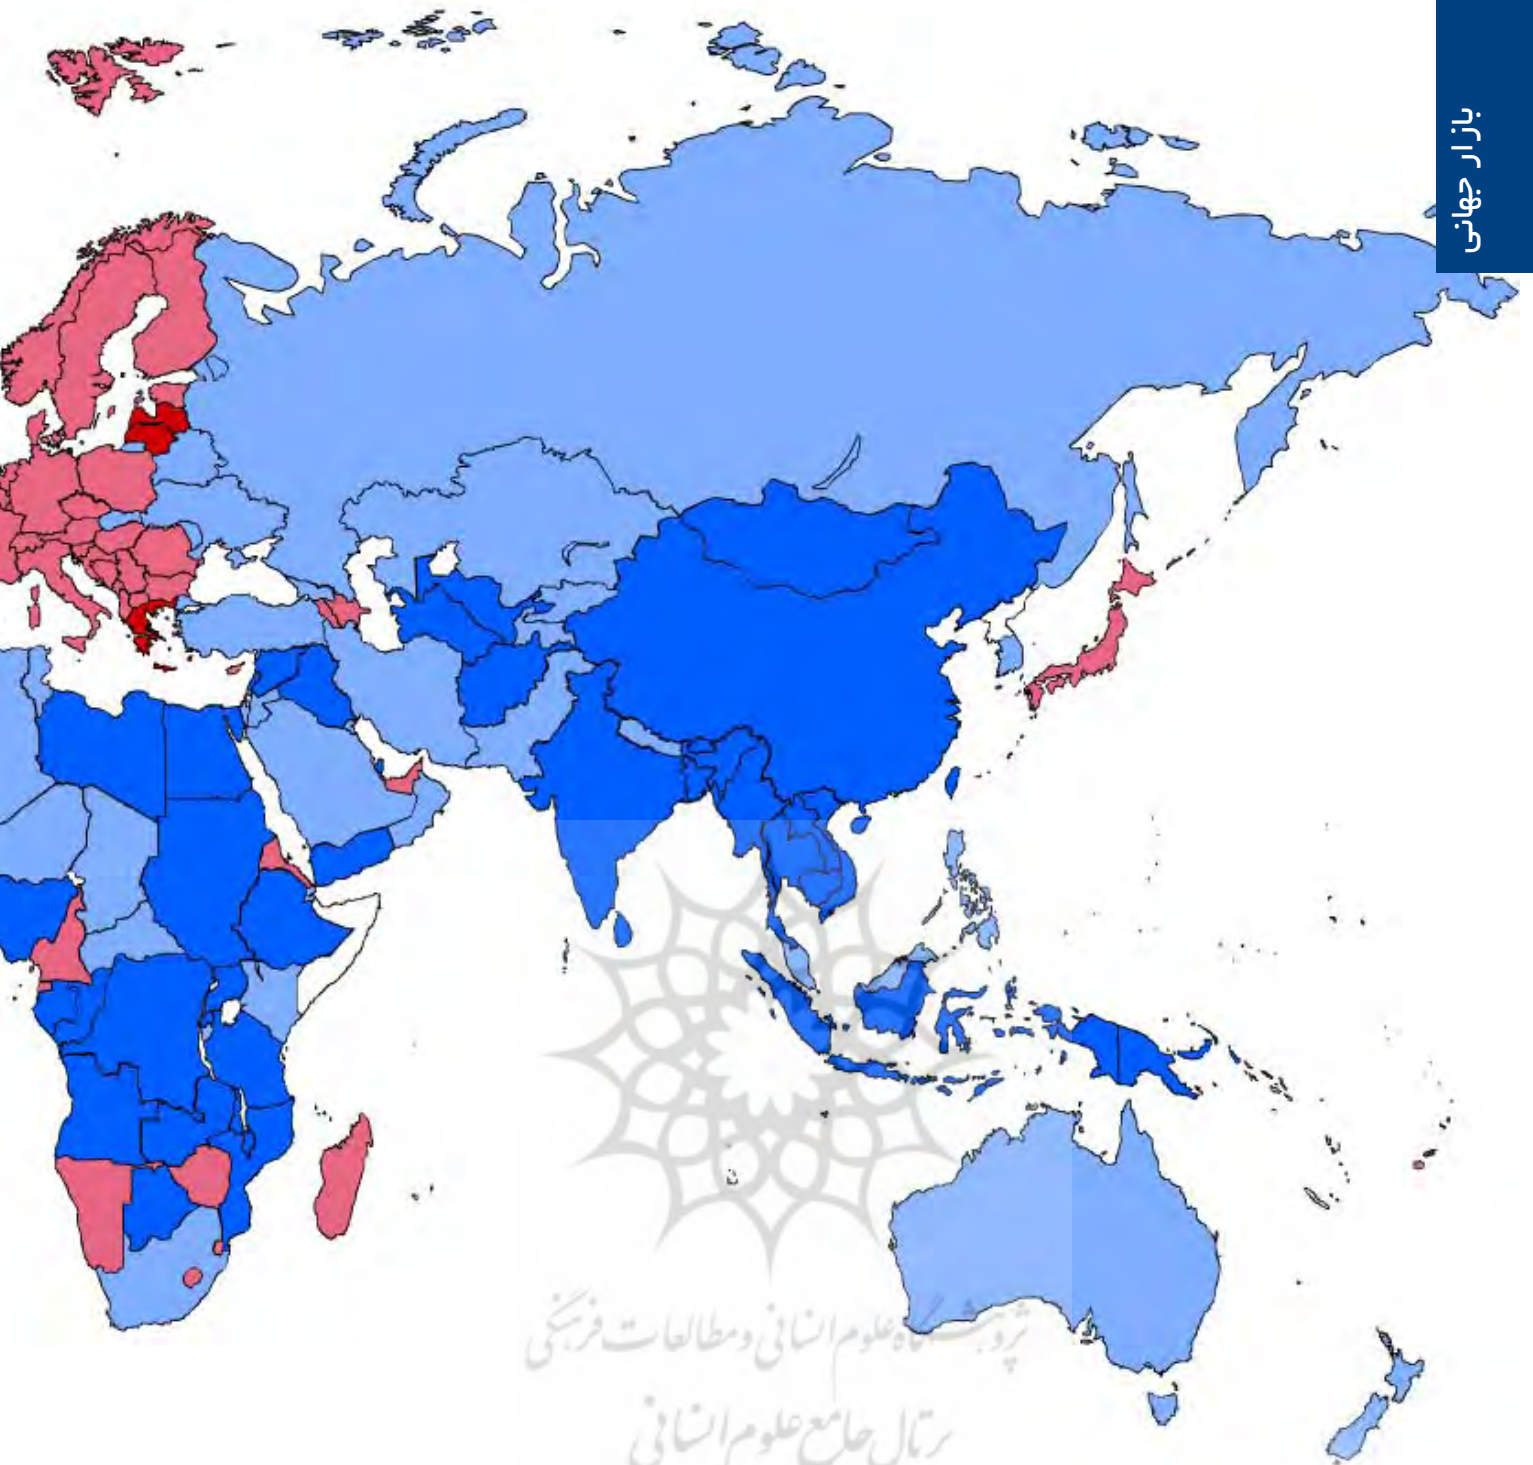 بازار جهانی
پژوهشگاه علوم انسانی و مطالعات فرهنگی
پرتال جامع علوم انسانی